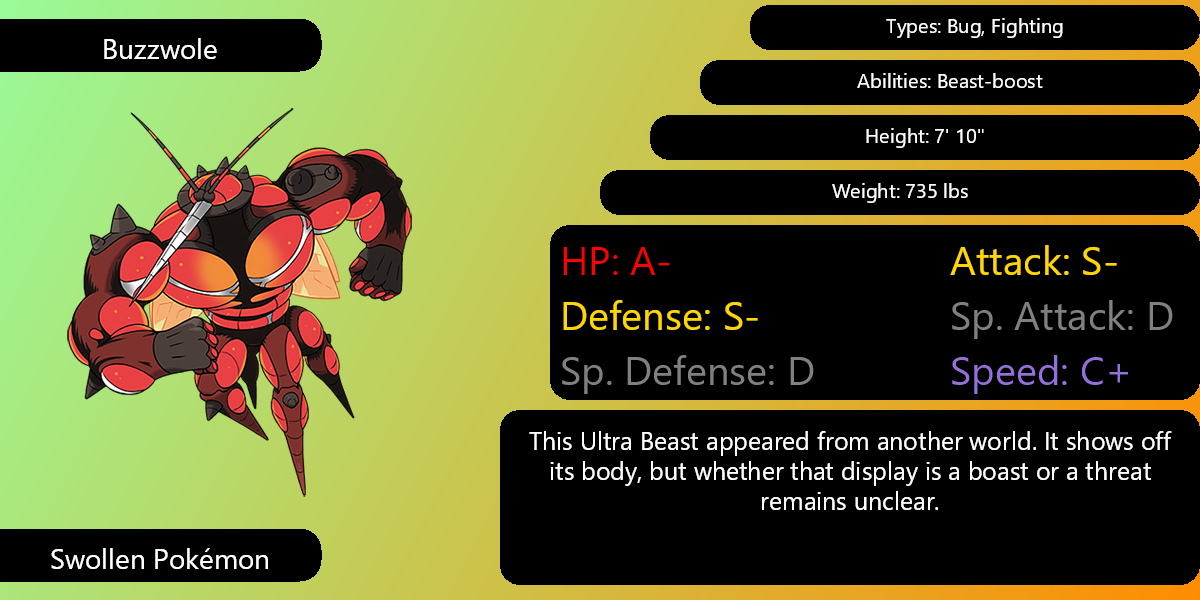 Buzzwole
Types: Bug, Fighting
Abilities: Beast-boost
Height: 7' 10"
Weight: 735 lbs
HP: A-
Attack: S-
Defense: S-
Sp. Attack: D
Sp. Defense: D
Speed: C+
This Ultra Beast appeared from another world. It shows off
its body, but whether that display is a boast or a threat
remains unclear.
Swollen Pokémon